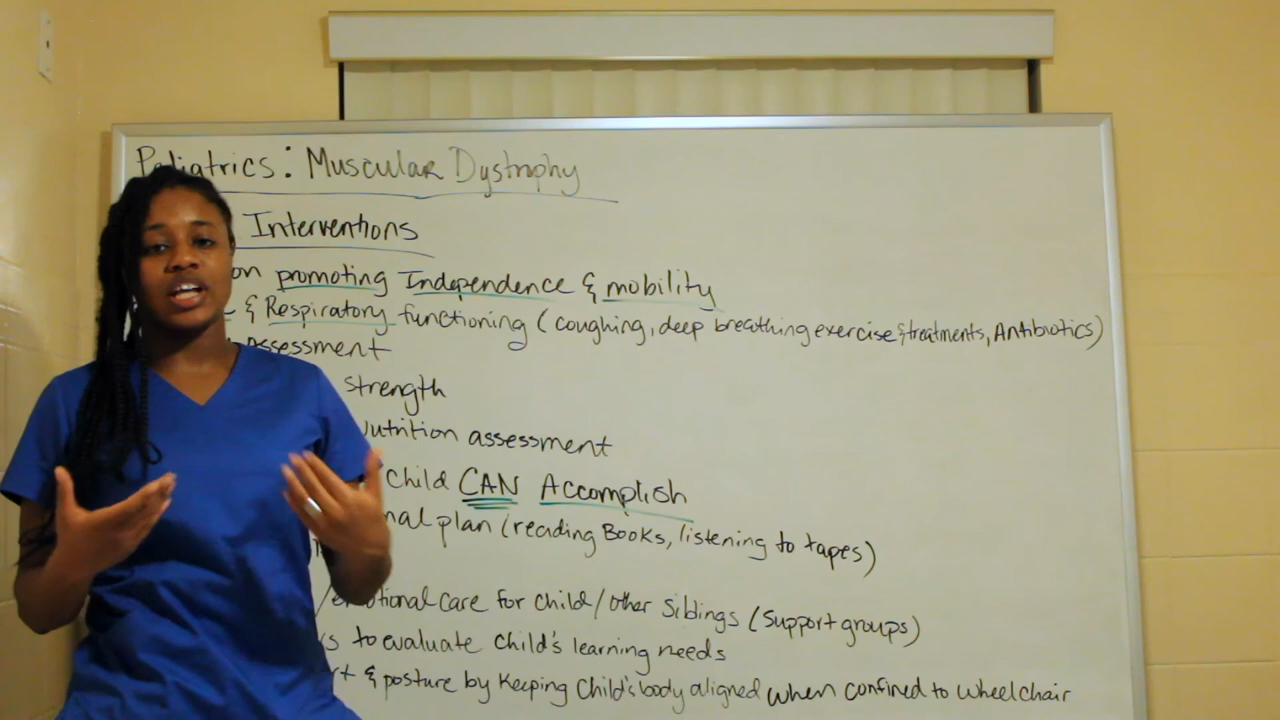 Pediatrics: Muscular Dystrophy
Interventions
on promoting Independence & mobility
& Respiratory functioning (coughing, deep breathing exercise & treatments, Antibiotics)
Assessment
strength
Nutrition assessment
Child CAN Accomplish
nal plan (reading Books, listening to tapes)
/emotional care for child/other siblings (support groups)
s to evaluate child's learning needs
rt & posture by keeping Child's body aligned when confined to wheelchair